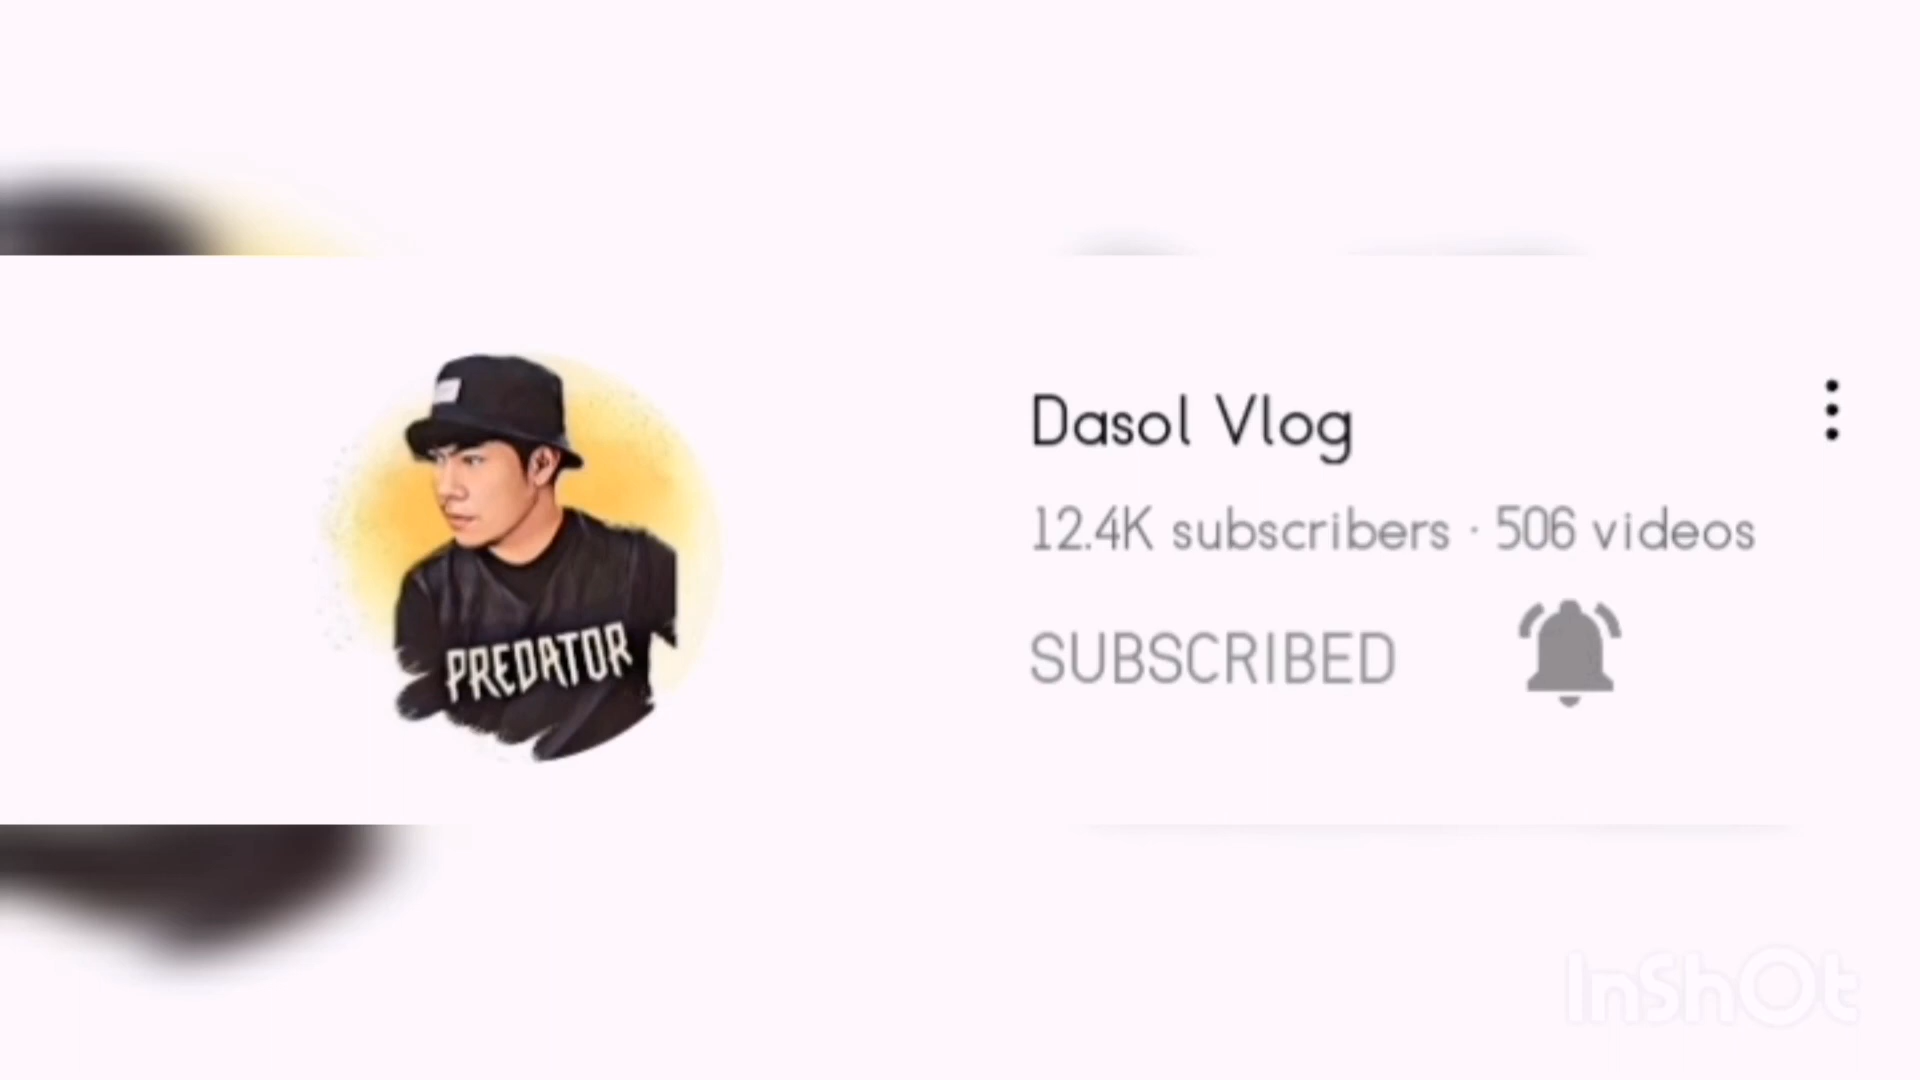 Dasol Vlog
12.4K subscribers · 506 videos
SUBSCRIBED
PREDATOR
InShOt